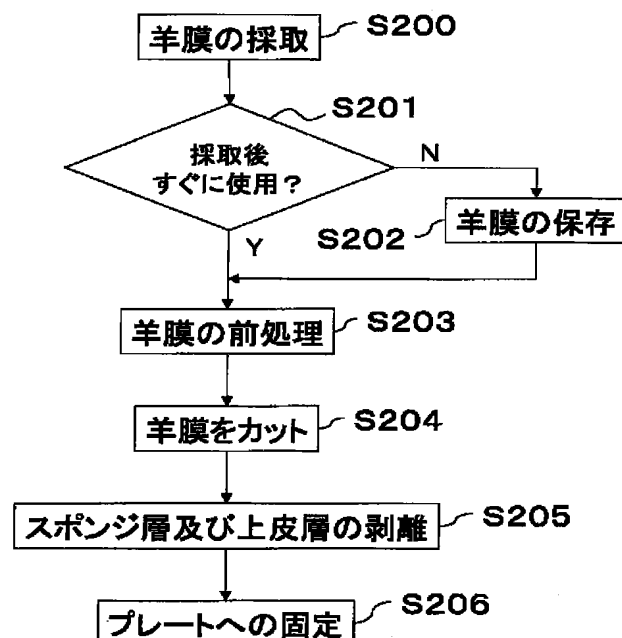 羊膜の採取
S200
S201
採取後
すぐに使用？
N
Y
S202
羊膜の保存
羊膜の前処理
S203
羊膜をカット
S204
スポンジ層及び上皮層の剥離
S205
プレートへの固定
S206